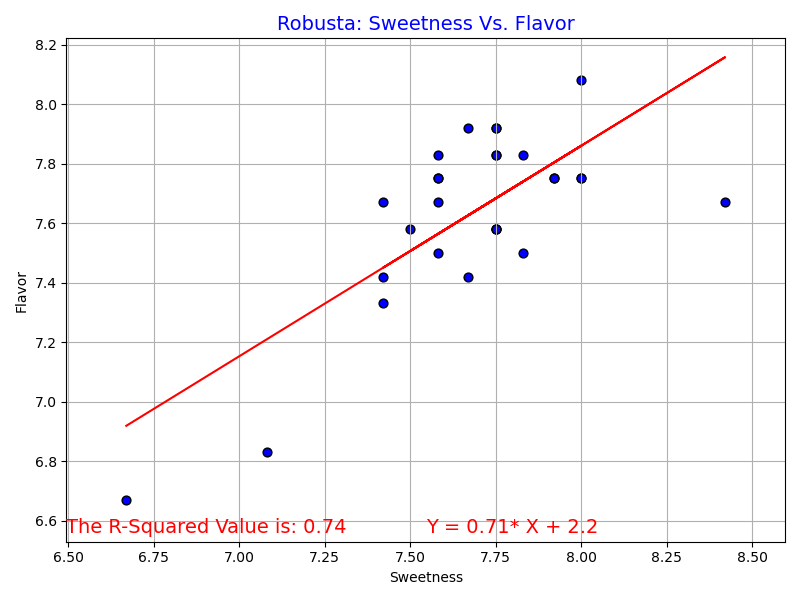 Robusta: Sweetness Vs. Flavor
8.2
8.0
7.8
7.6
7.4
7.2
7.0
6.8
6.6
Flavor
The R-Squared Value is: 0.74
Y = 0.71* X + 2.2
6.50 6.75 7.00 7.25 7.50 7.75 8.00 8.25 8.50
Sweetness